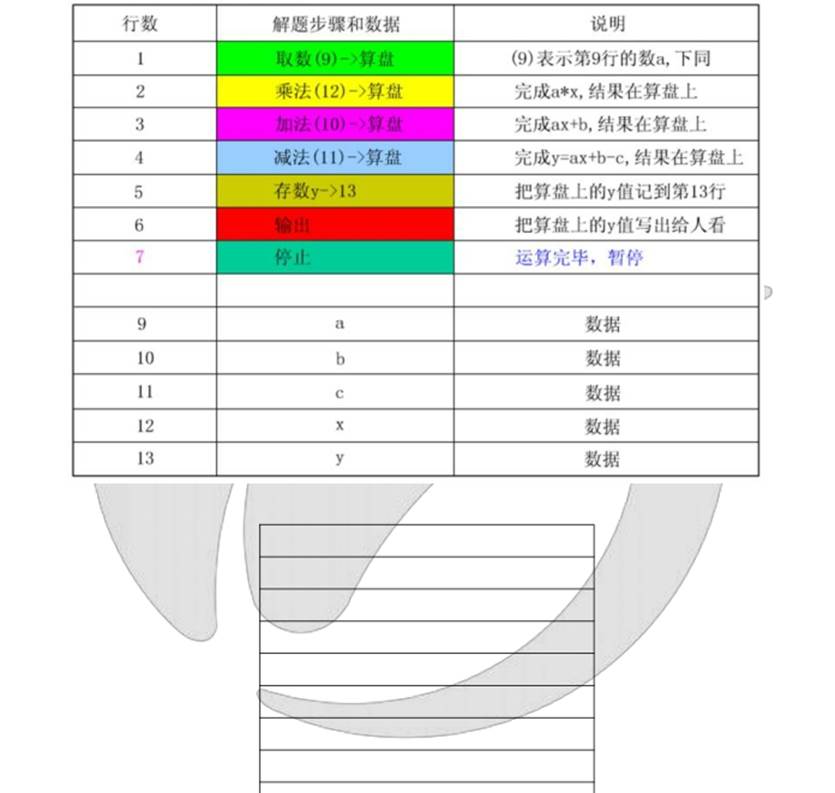 行数 解题步骤和数据 说明
1 取数(9)->算盘 (9)表示第9行的数a,下同
2 乘法(12)->算盘 完成a*x,结果在算盘上
3 加法(10)->算盘 完成ax+b,结果在算盘上
4 减法(11)->算盘 完成y=ax+b-c,结果在算盘上
5 存数y->13 把算盘上的y值记到第13行
6 输出 把算盘上的y值写出给人看
7 停止 运算完毕，暂停
9 a 数据
10 b 数据
11 c 数据
12 x 数据
13 y 数据